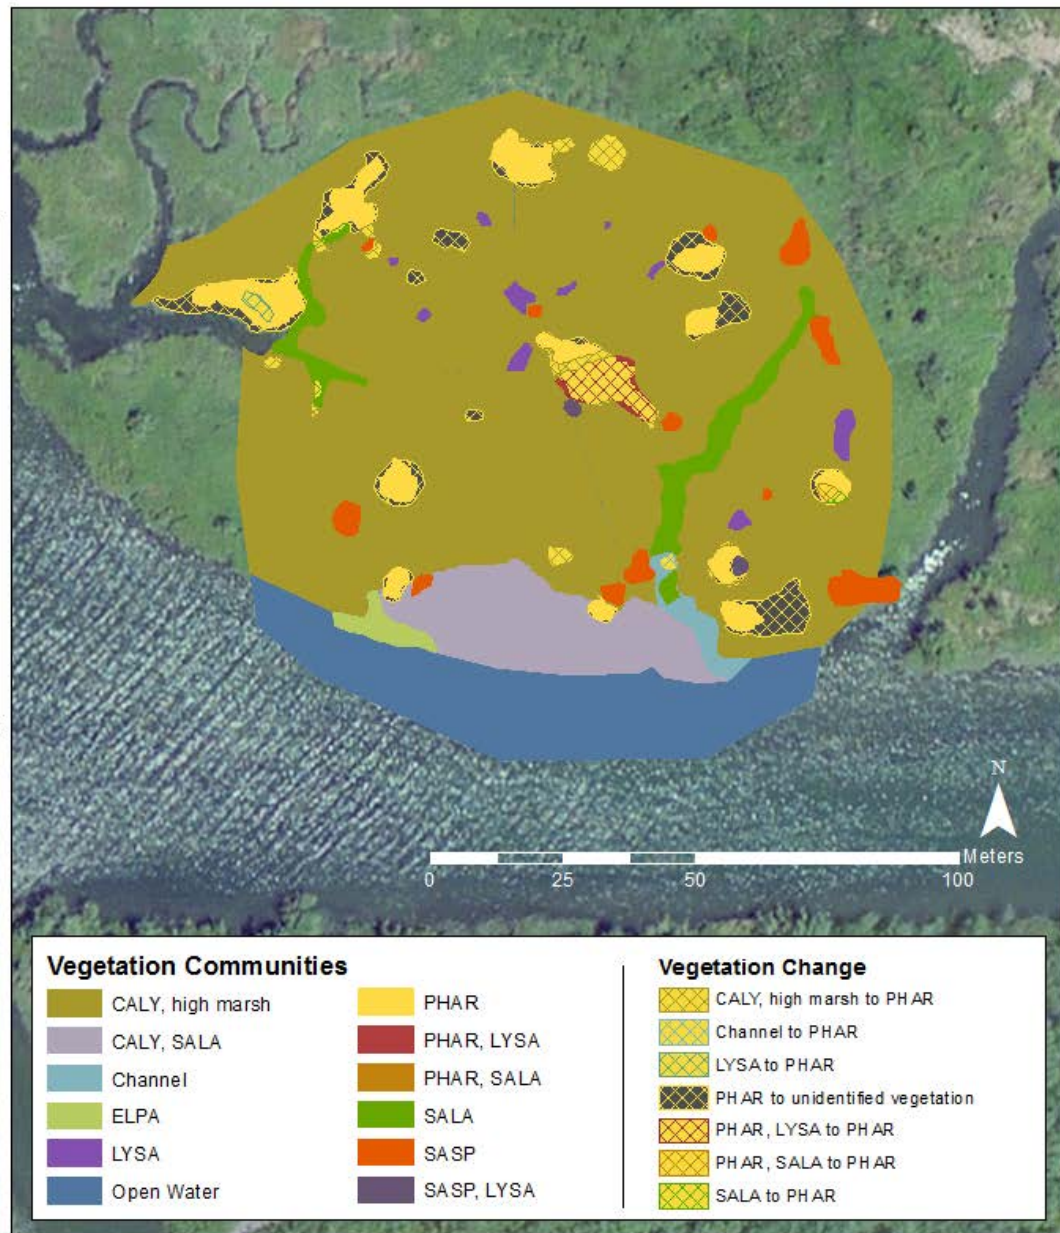 N
Meters
0 25 50 100
Vegetation Communities
CALY, high marsh
CALY, SALA
Channel
ELPA
LYSA
Open Water
PHAR
PHAR, LYSA
PHAR, SALA
SALA
SASP
SASP, LYSA
Vegetation Change
CALY, high marsh to PHAR
Channel to PHAR
LYSA to PHAR
PHAR to unidentified vegetation
PHAR, LYSA to PHAR
PHAR, SALA to PHAR
SALA to PHAR